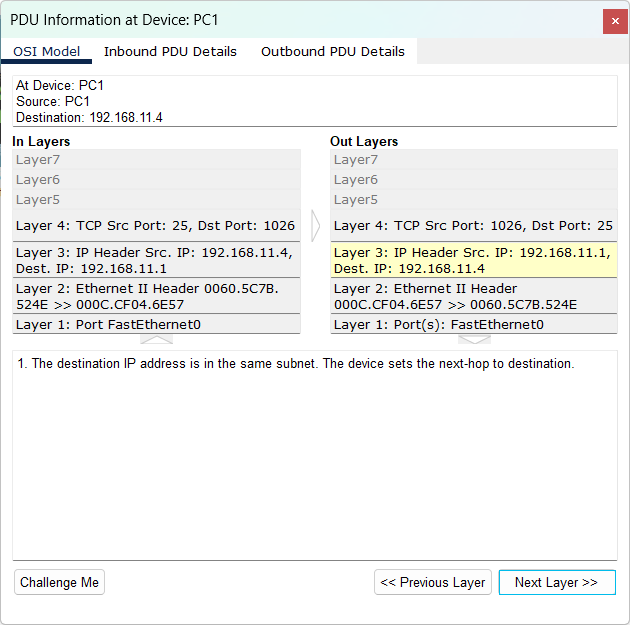 PDU Information at Device: PC1
OSI Model Inbound PDU Details Outbound PDU Details
At Device: PC1
Source: PC1
Destination: 192.168.11.4
In Layers
Layer7
Layer6
Layer5
Layer 4: TCP Src Port: 25, Dst Port: 1026
Layer 3: IP Header Src. IP: 192.168.11.4,
Dest. IP: 192.168.11.1
Layer 2: Ethernet II Header 0060.5C7B.
524E >> 000C.CF04.6E57
Layer 1: Port FastEthernet0
Out Layers
Layer7
Layer6
Layer5
Layer 4: TCP Src Port: 1026, Dst Port: 25
Layer 3: IP Header Src. IP: 192.168.11.1,
Dest. IP: 192.168.11.4
Layer 2: Ethernet II Header
000C.CF04.6E57 >> 0060.5C7B.524E
Layer 1: Port(s): FastEthernet0
1. The destination IP address is in the same subnet. The device sets the next-hop to destination.
Challenge Me << Previous Layer Next Layer >>